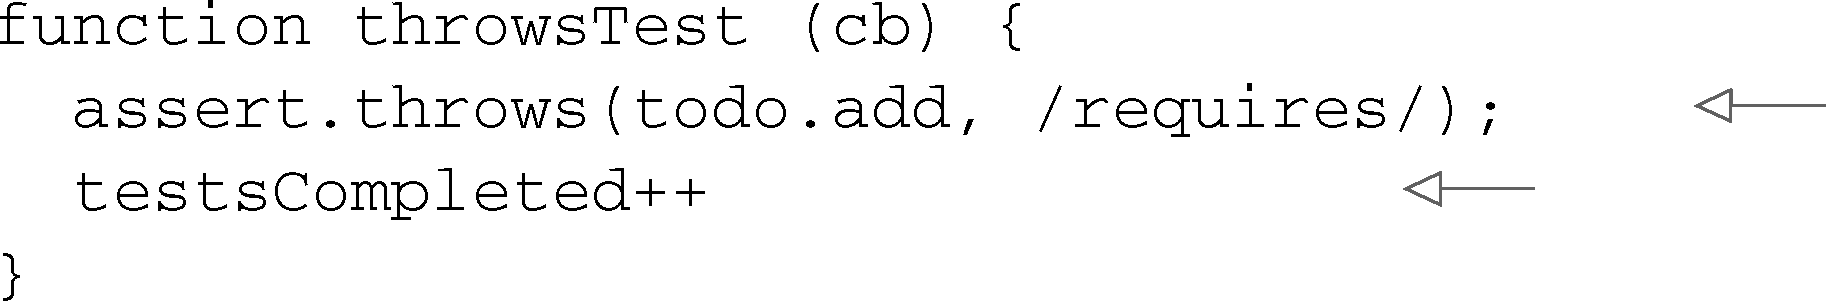 function throwsTest (cb) {
  assert.throws(todo.add, /requires/);
  testsCompleted++
}